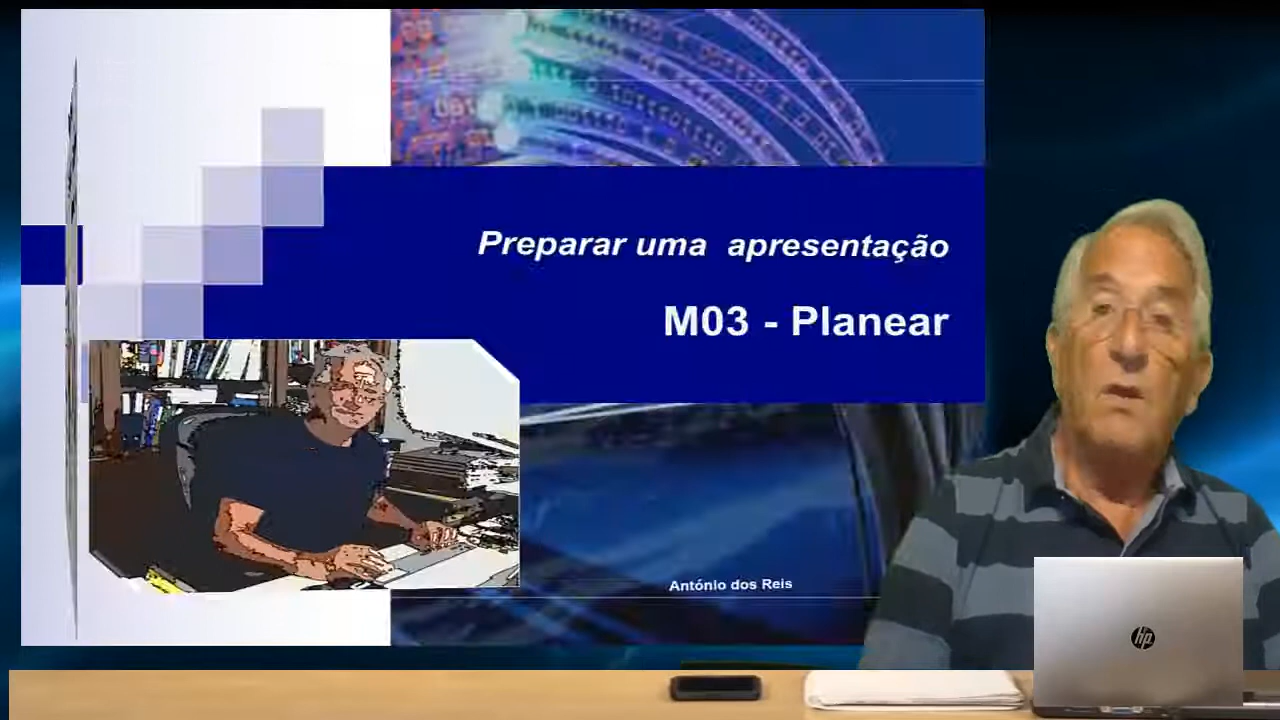 Preparar uma apresentação
M03 - Planear
António dos Reis
hp